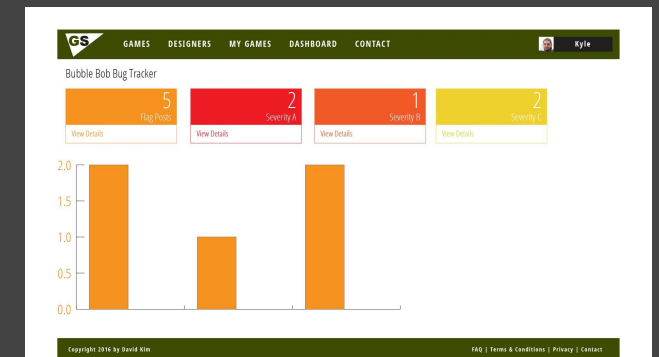 GS GAMES DESIGNERS MY GAMES DASHBOARD CONTACT Kyle
Bubble Bob Bug Tracker
5 2 1 2
Flag Posts Severity A Severity B Severity C
View Details View Details View Details View Details
2.0
1.5
1.0
0.5
0.0
Copyright 2016 by David Kim FAQ | Terms & Conditions | Privacy | Contact